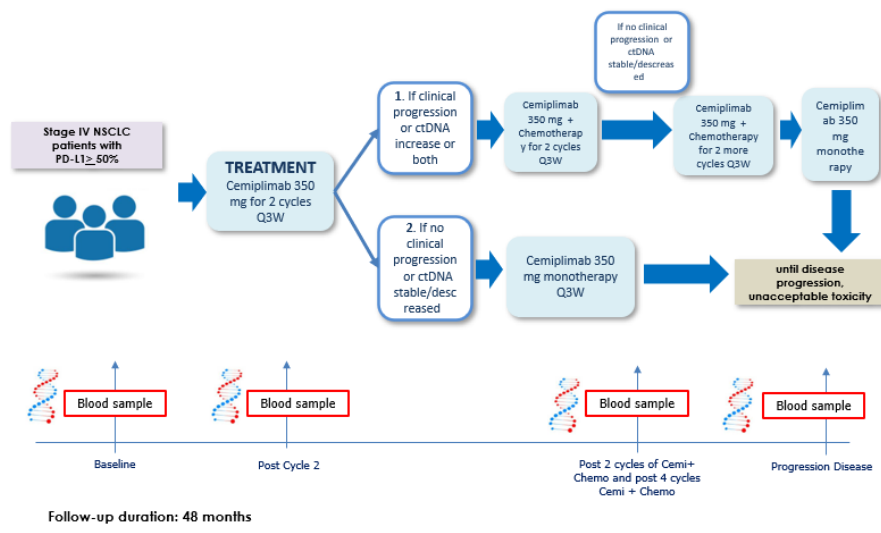 Stage IV NSCLC
patients with
PD-L1≥ 50%
TREATMENT
Cemiplimab 350
mg for 2 cycles
Q3W
1. If clinical
progression
or ctDNA
increase or
both
Cemiplimab
350 mg +
Chemotherap
y for 2 cycles
Q3W
If no clinical
progression or
ctDNA
stable/descreas
ed
Cemiplimab
350 mg +
Chemotherapy
for 2 more
cycles Q3W
Cemiplim
ab 350
mg
monothe
rapy
2. If no
clinical
progression
or ctDNA
stable/desc
reased
Cemiplimab 350
mg monotherapy
Q3W
until disease
progression,
unacceptable toxicity
Blood sample
Blood sample
Blood sample
Blood sample
Baseline
Post Cycle 2
Post 2 cycles of Cemi+
Chemo and post 4 cycles
Cemi + Chemo
Progression Disease
Follow-up duration: 48 months